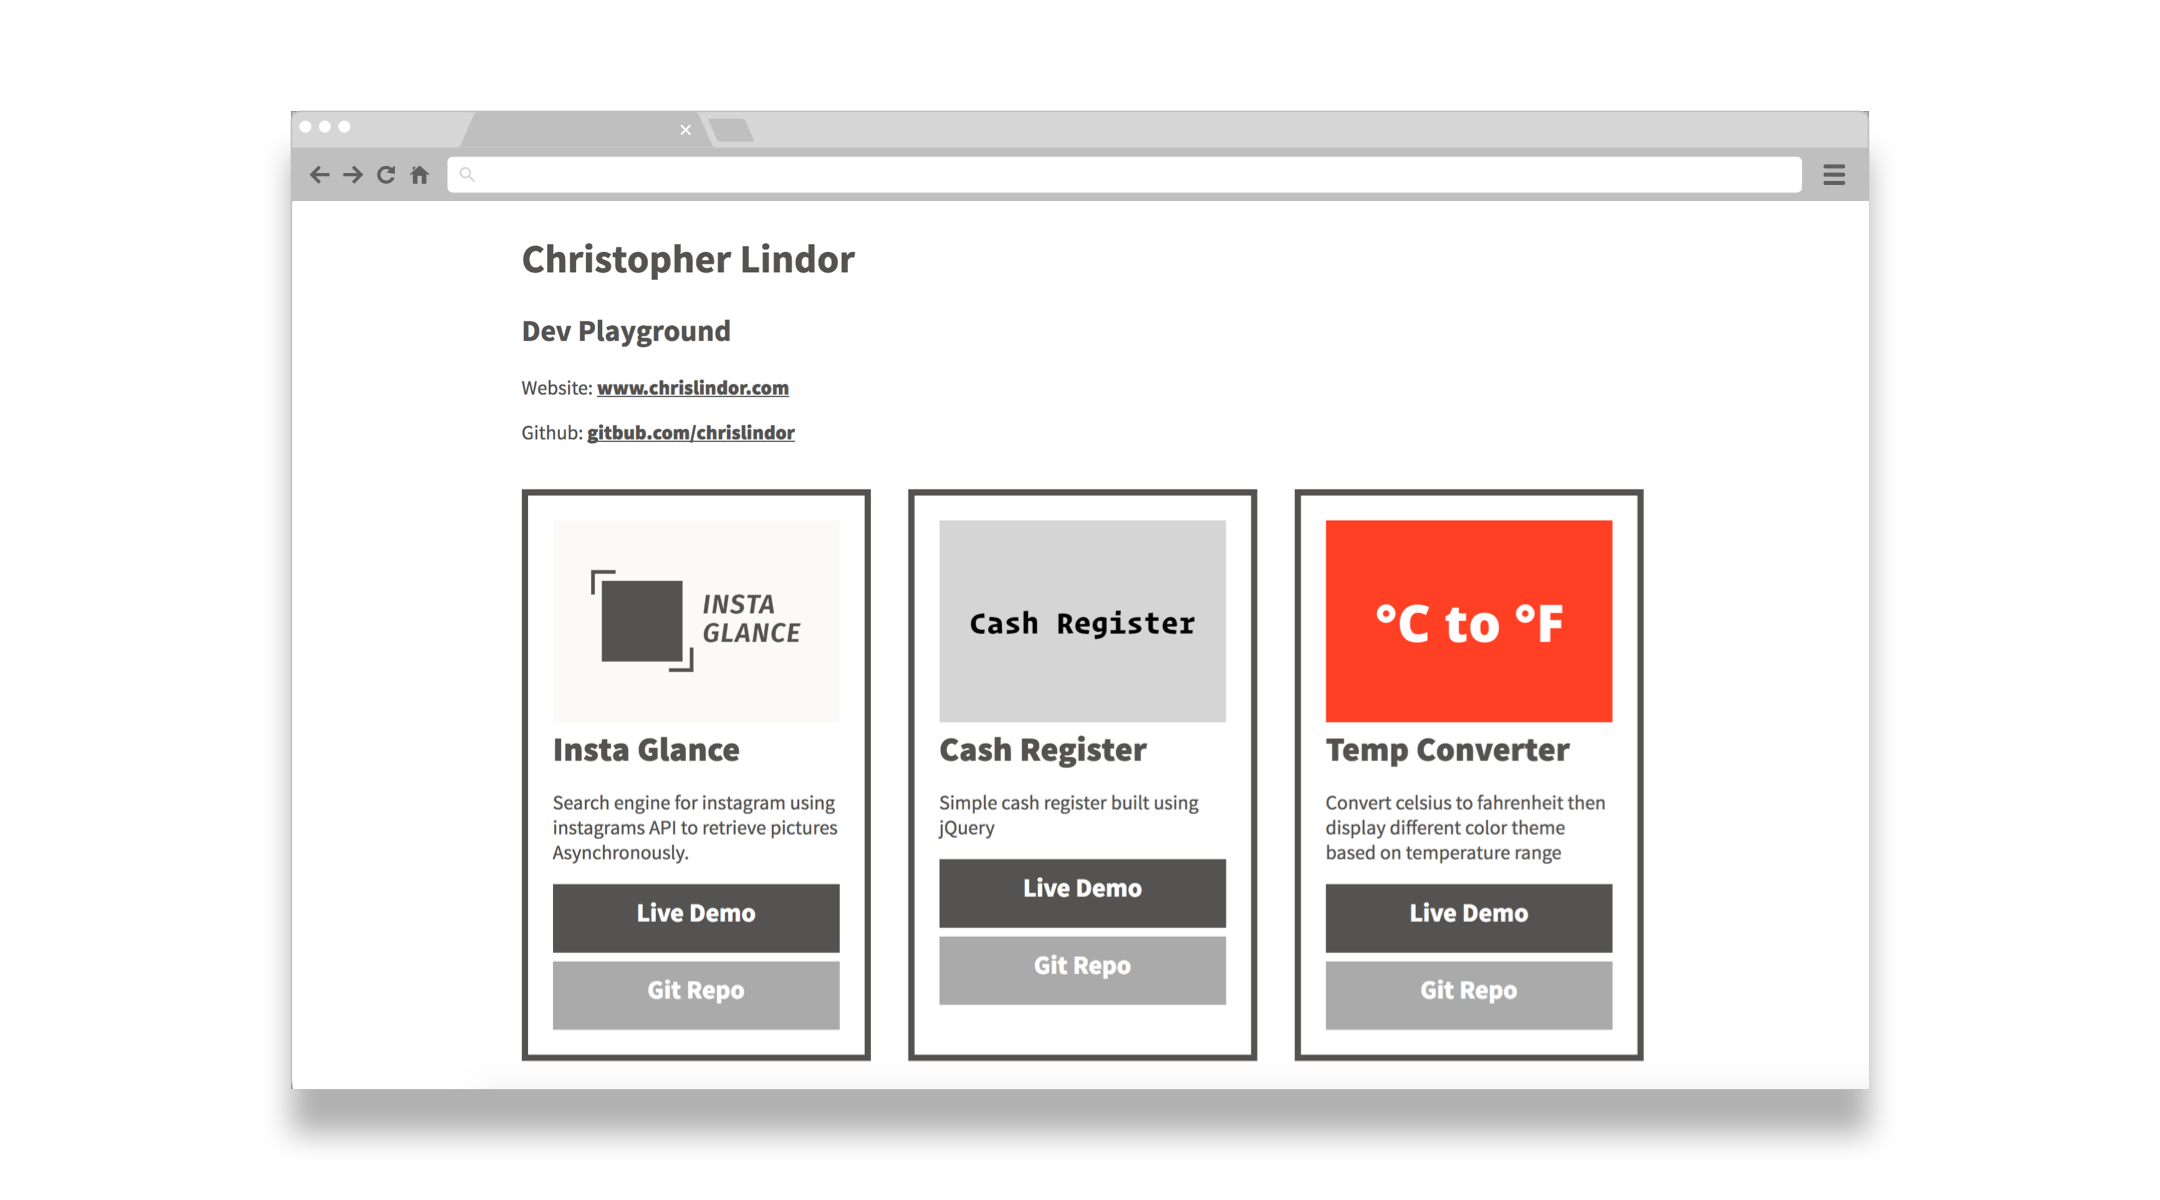 Christopher Lindor
Dev Playground
Website: www.chrislindor.com
Github: gitbub.com/chrislindor
INSTA
GLANCE
Insta Glance
Search engine for instagram using
instagrams API to retrieve pictures
Asynchronously.
Live Demo
Git Repo
Cash Register
Cash Register
Simple cash register built using
jQuery
Live Demo
Git Repo
°C to °F
Temp Converter
Convert celsius to fahrenheit then
display different color theme
based on temperature range
Live Demo
Git Repo